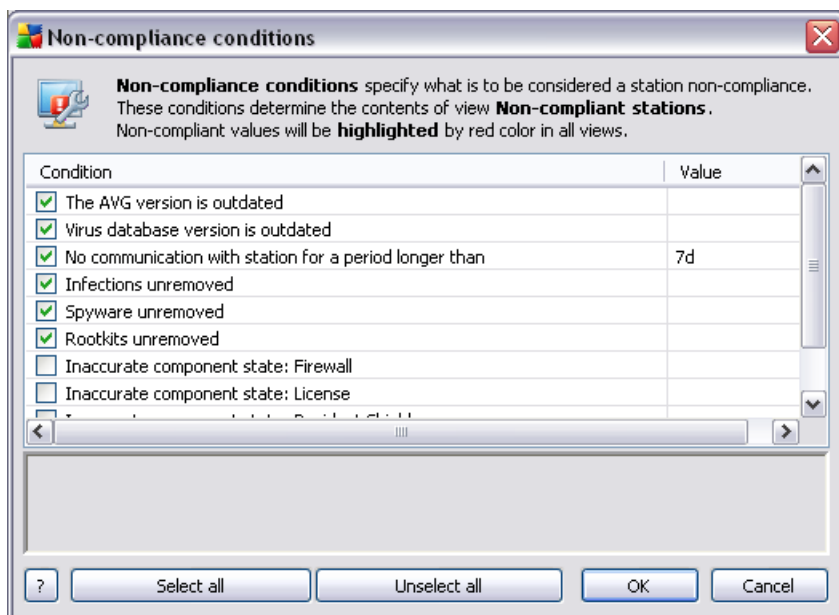 Non-compliance conditions
Non-compliance conditions specify what is to be considered a station non-compliance.
These conditions determine the contents of view Non-compliant stations.
Non-compliant values will be highlighted by red color in all views.
Condition Value
The AVG version is outdated
Virus database version is outdated
No communication with station for a period longer than 7d
Infections unremoved
Spyware unremoved
Rootkits unremoved
Inaccurate component state: Firewall
Inaccurate component state: License
? Select all Unselect all OK Cancel